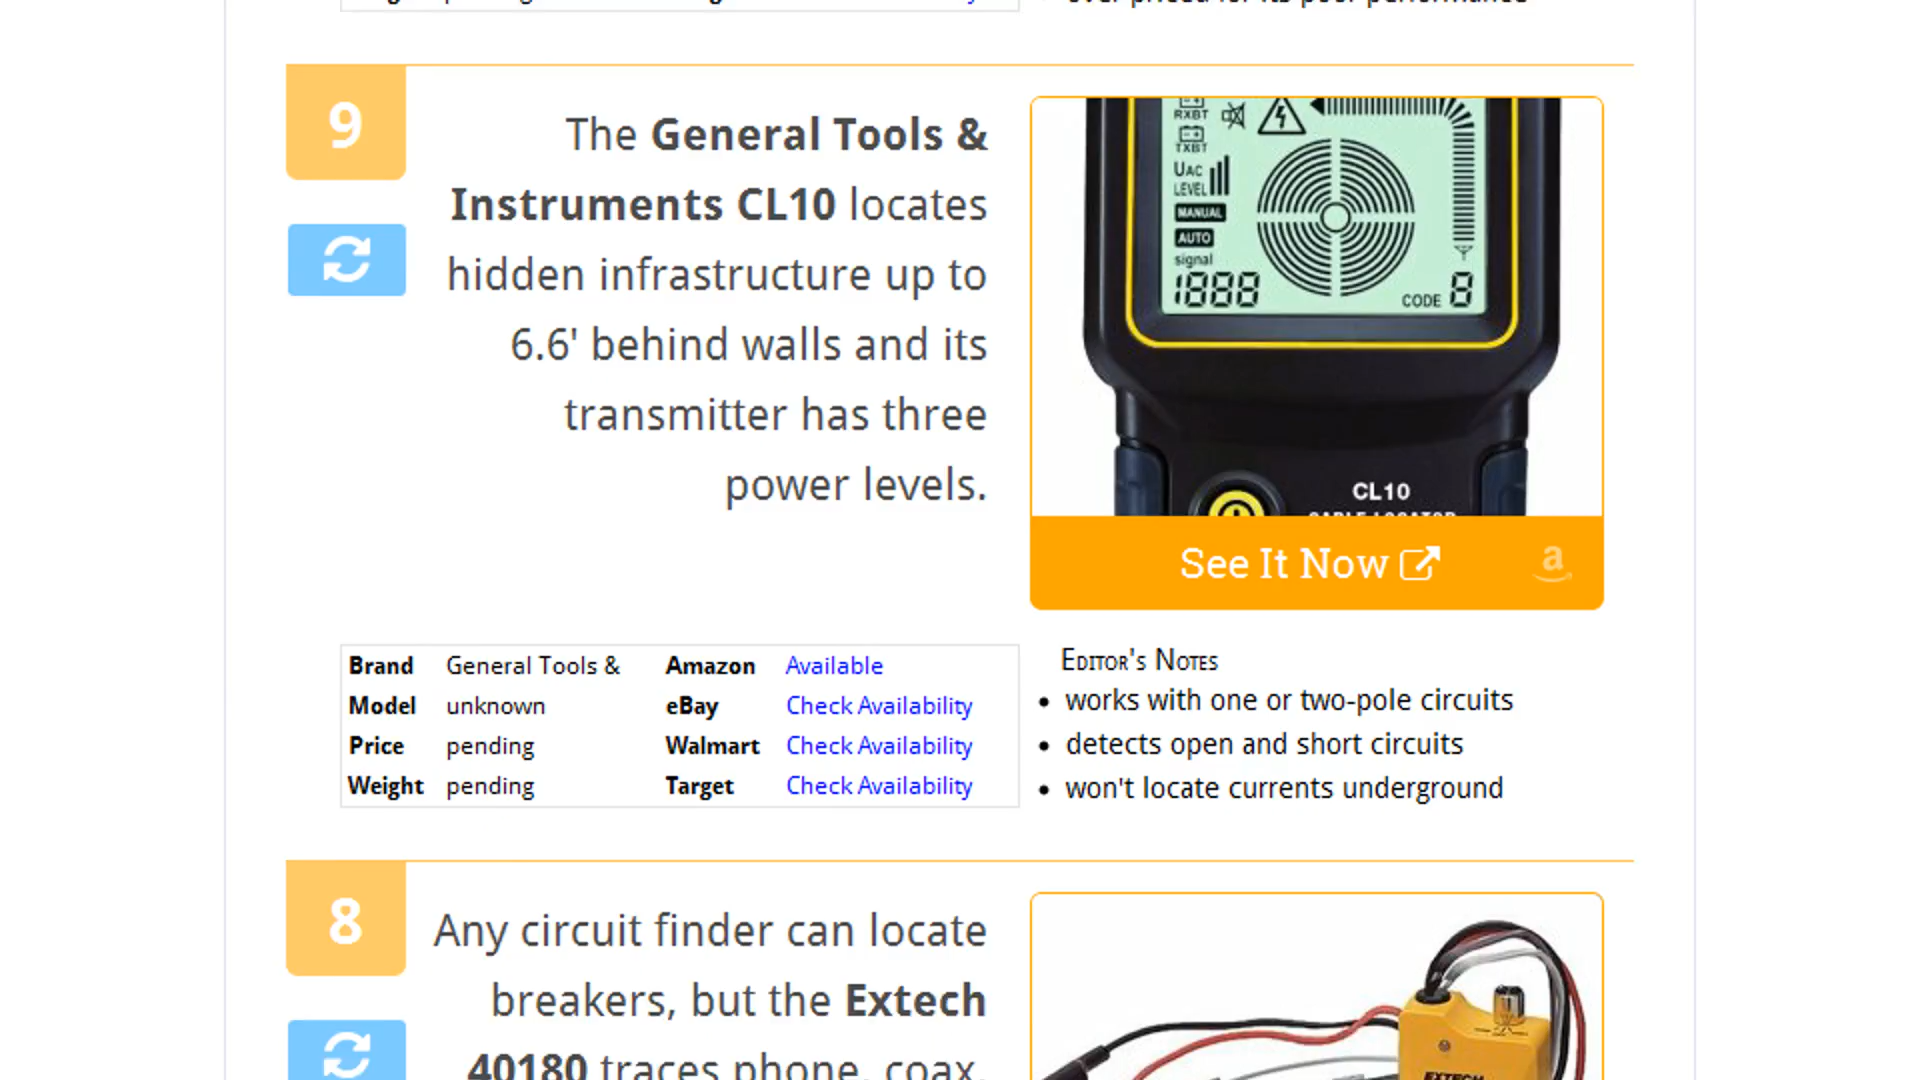 9
The General Tools &
Instruments CL10 locates
hidden infrastructure up to
6.6' behind walls and its
transmitter has three
power levels.
RXBT
TXBT
UAC
LEVEL
MANUAL
AUTO
signal
1888
CODE 8
CL10
CABLE LOCATOR
See It Now
a
Brand General Tools & Amazon Available
Model unknown eBay Check Availability
Price pending Walmart Check Availability
Weight pending Target Check Availability
Editor's Notes
• works with one or two-pole circuits
• detects open and short circuits
• won't locate currents underground
8
Any circuit finder can locate
breakers, but the Extech
40180 traces phone, coax,
EXTECH